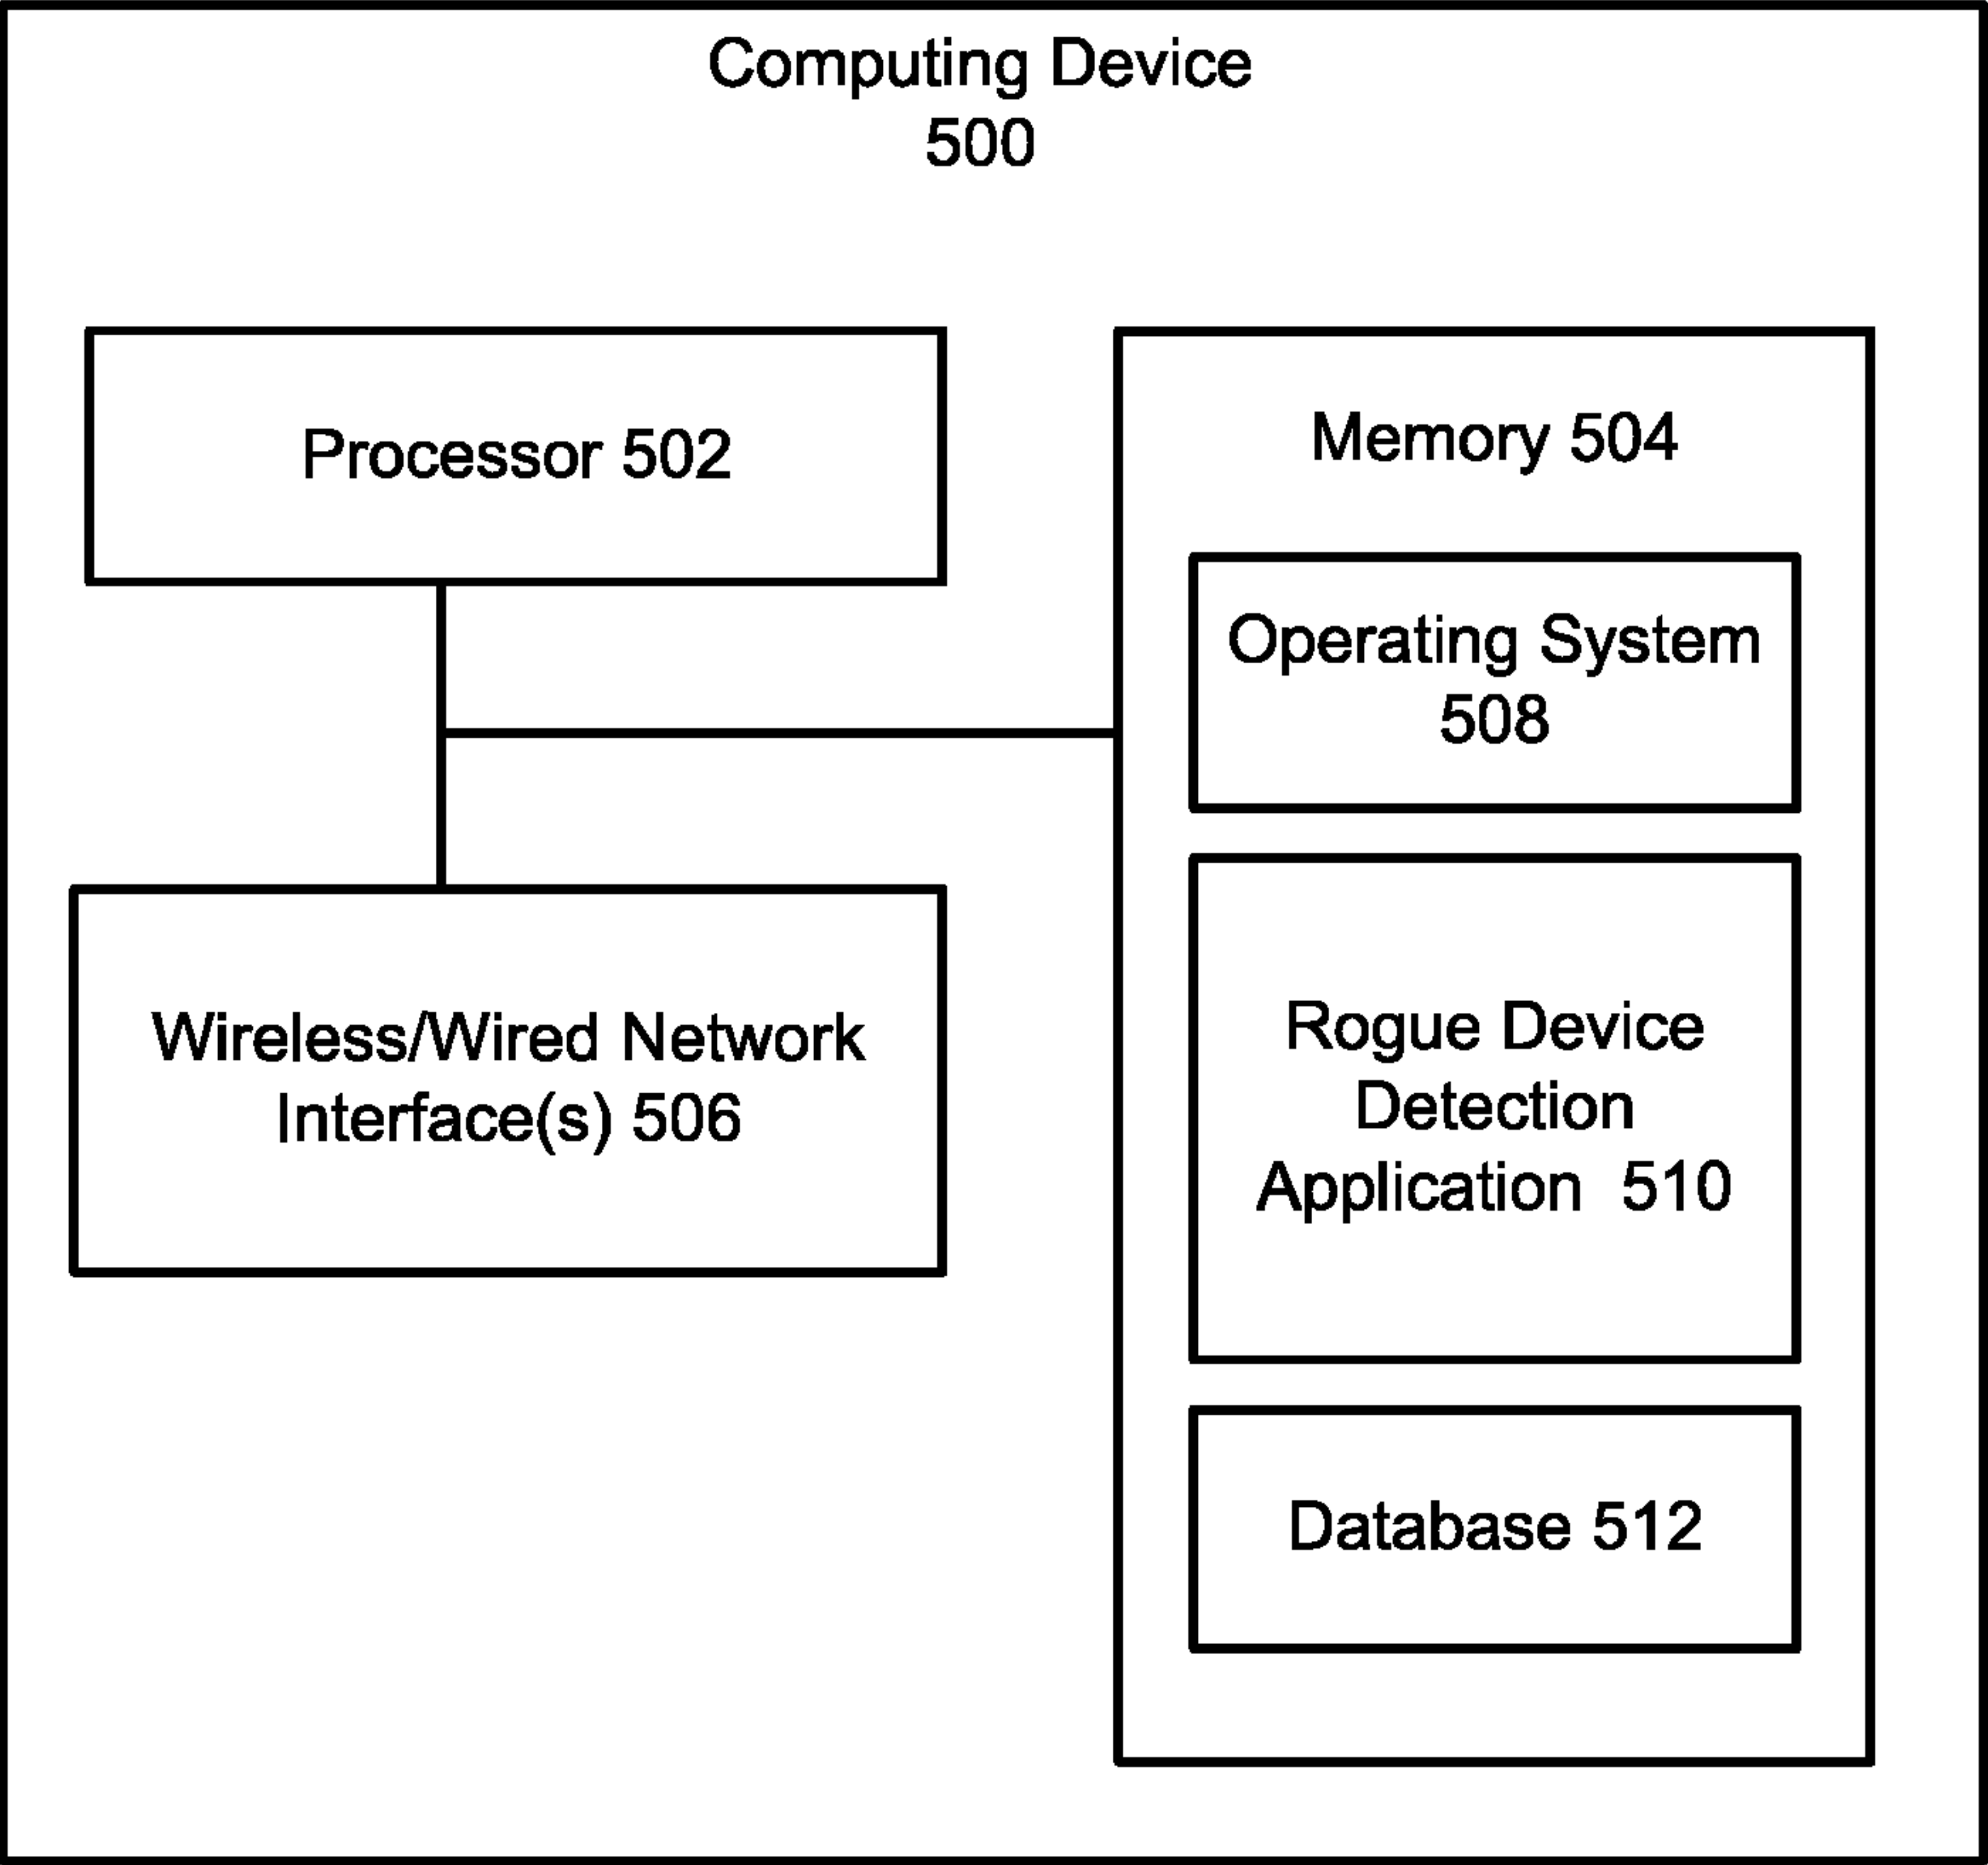 Computing Device
500
Processor 502
Memory 504
Operating System
508
Wireless/Wired Network
Interface(s) 506
Rogue Device
Detection
Application 510
Database 512